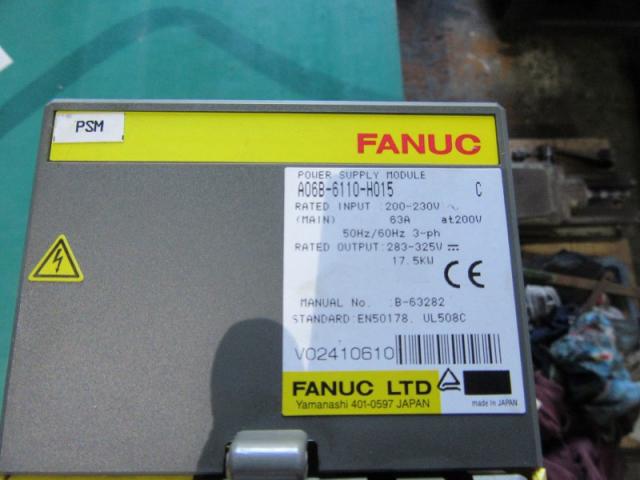 PSM
FANUC
POWER SUPPLY MODULE
A06B-6110-H015 C
RATED INPUT :200-230V ~
(MAIN) 63A at200V
50Hz/60Hz 3-ph
RATED OUTPUT:283-325V ⎓
17.5KW
CE
MANUAL No. :B-63282
STANDARD:EN50178, UL508C
V02410610
FANUC LTD
Yamanashi 401-0597 JAPAN
made in JAPAN